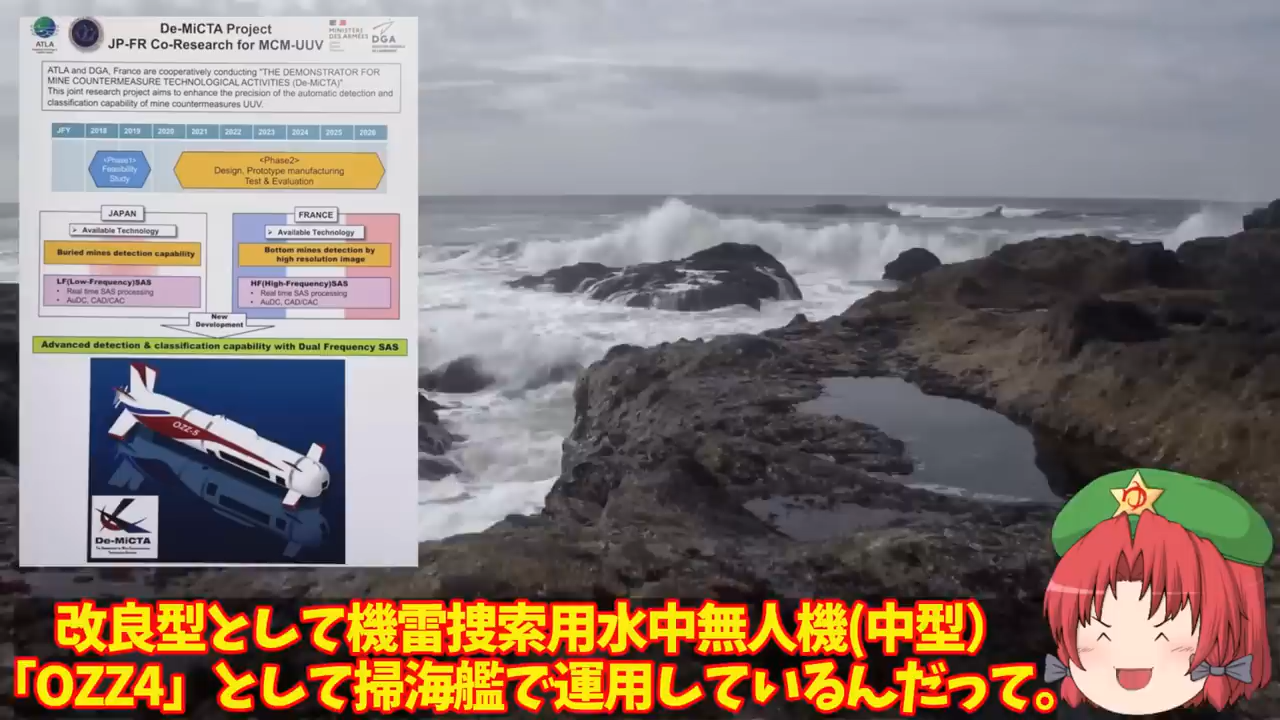 De-MiCTA Project
JP-FR Co-Research for MCM-UUV
ATLA
MINISTÈRE
DES ARMÉES
DGA
ATLA and DGA, France are cooperatively conducting "THE DEMONSTRATOR FOR
MINE COUNTERMEASURE TECHNOLOGICAL ACTIVITIES (De-MiCTA)"
This joint research project aims to enhance the precision of the automatic detection and
classification capability of mine countermeasures UUV.
JFY 2018 2019 2020 2021 2022 2023 2024 2025 2026
<Phase1>
Feasibility
Study
<Phase2>
Design, Prototype manufacturing
Test & Evaluation
JAPAN
Available Technology
Buried mines detection capability
LF(Low-Frequency)SAS
• Real time SAS processing
• AuDC, CAD/CAC
FRANCE
Available Technology
Bottom mines detection by
high resolution image
HF(High-Frequency)SAS
• Real time SAS processing
• AuDC, CAD/CAC
New
Development
Advanced detection & classification capability with Dual Frequency SAS
OZZ-5
De-MiCTA
ゆ
改良型として機雷捜索用水中無人機(中型)
「OZZ4」として掃海艦で運用しているんだって。